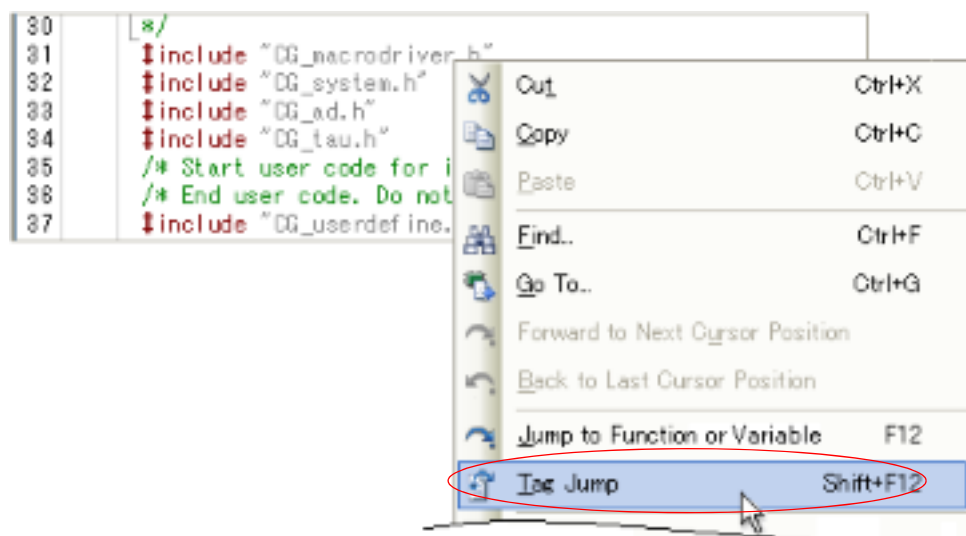 30 */
31 #include "CG_macrodriver.h"
32 #include "CG_system.h"
33 #include "CG_ad.h"
34 #include "CG_tau.h"
35 /* Start user code for i
36 /* End user code. Do not
37 #include "CG_userdefine.
Cut Ctrl+X
Copy Ctrl+C
Paste Ctrl+V
Find.. Ctrl+F
Go To.. Ctrl+G
Forward to Next Cursor Position
Back to Last Cursor Position
Jump to Function or Variable F12
Tag Jump Shift+F12